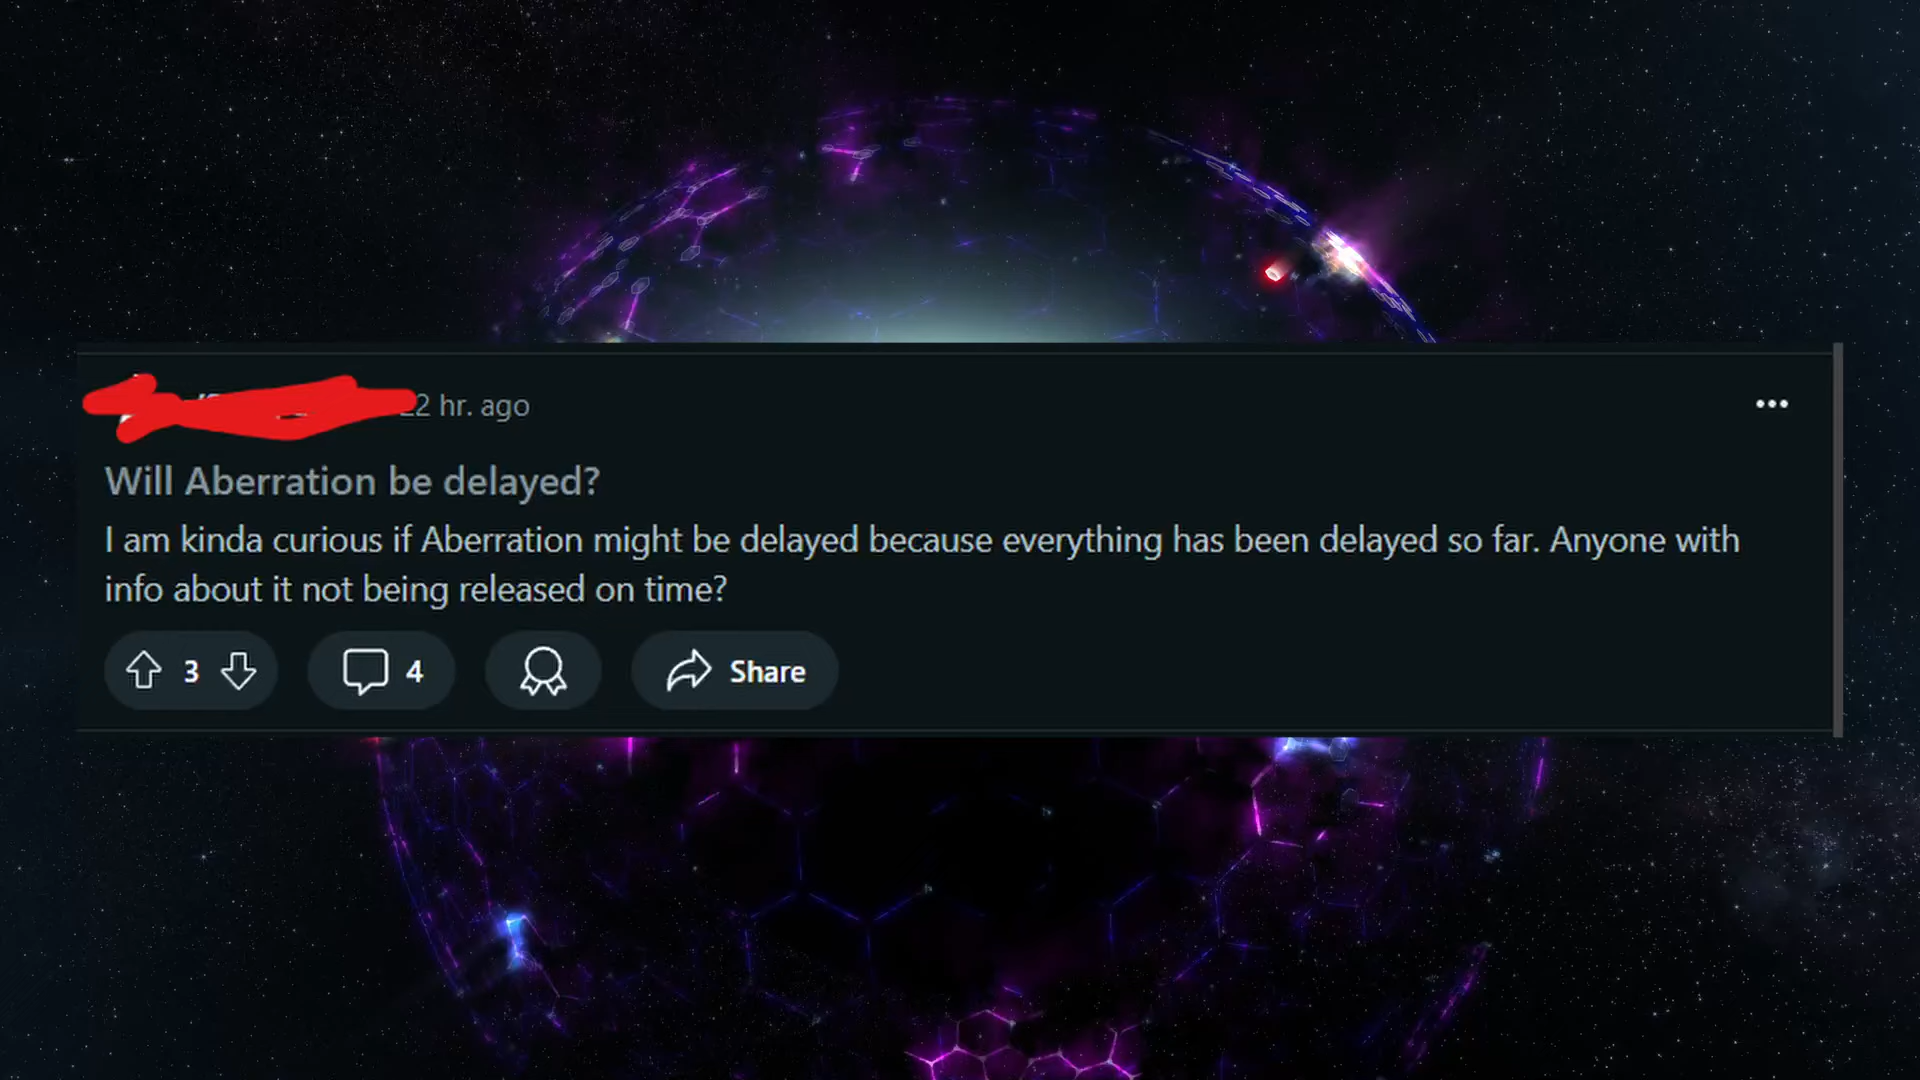 22 hr. ago
Will Aberration be delayed?
I am kinda curious if Aberration might be delayed because everything has been delayed so far. Anyone with
info about it not being released on time?
3
4
Share